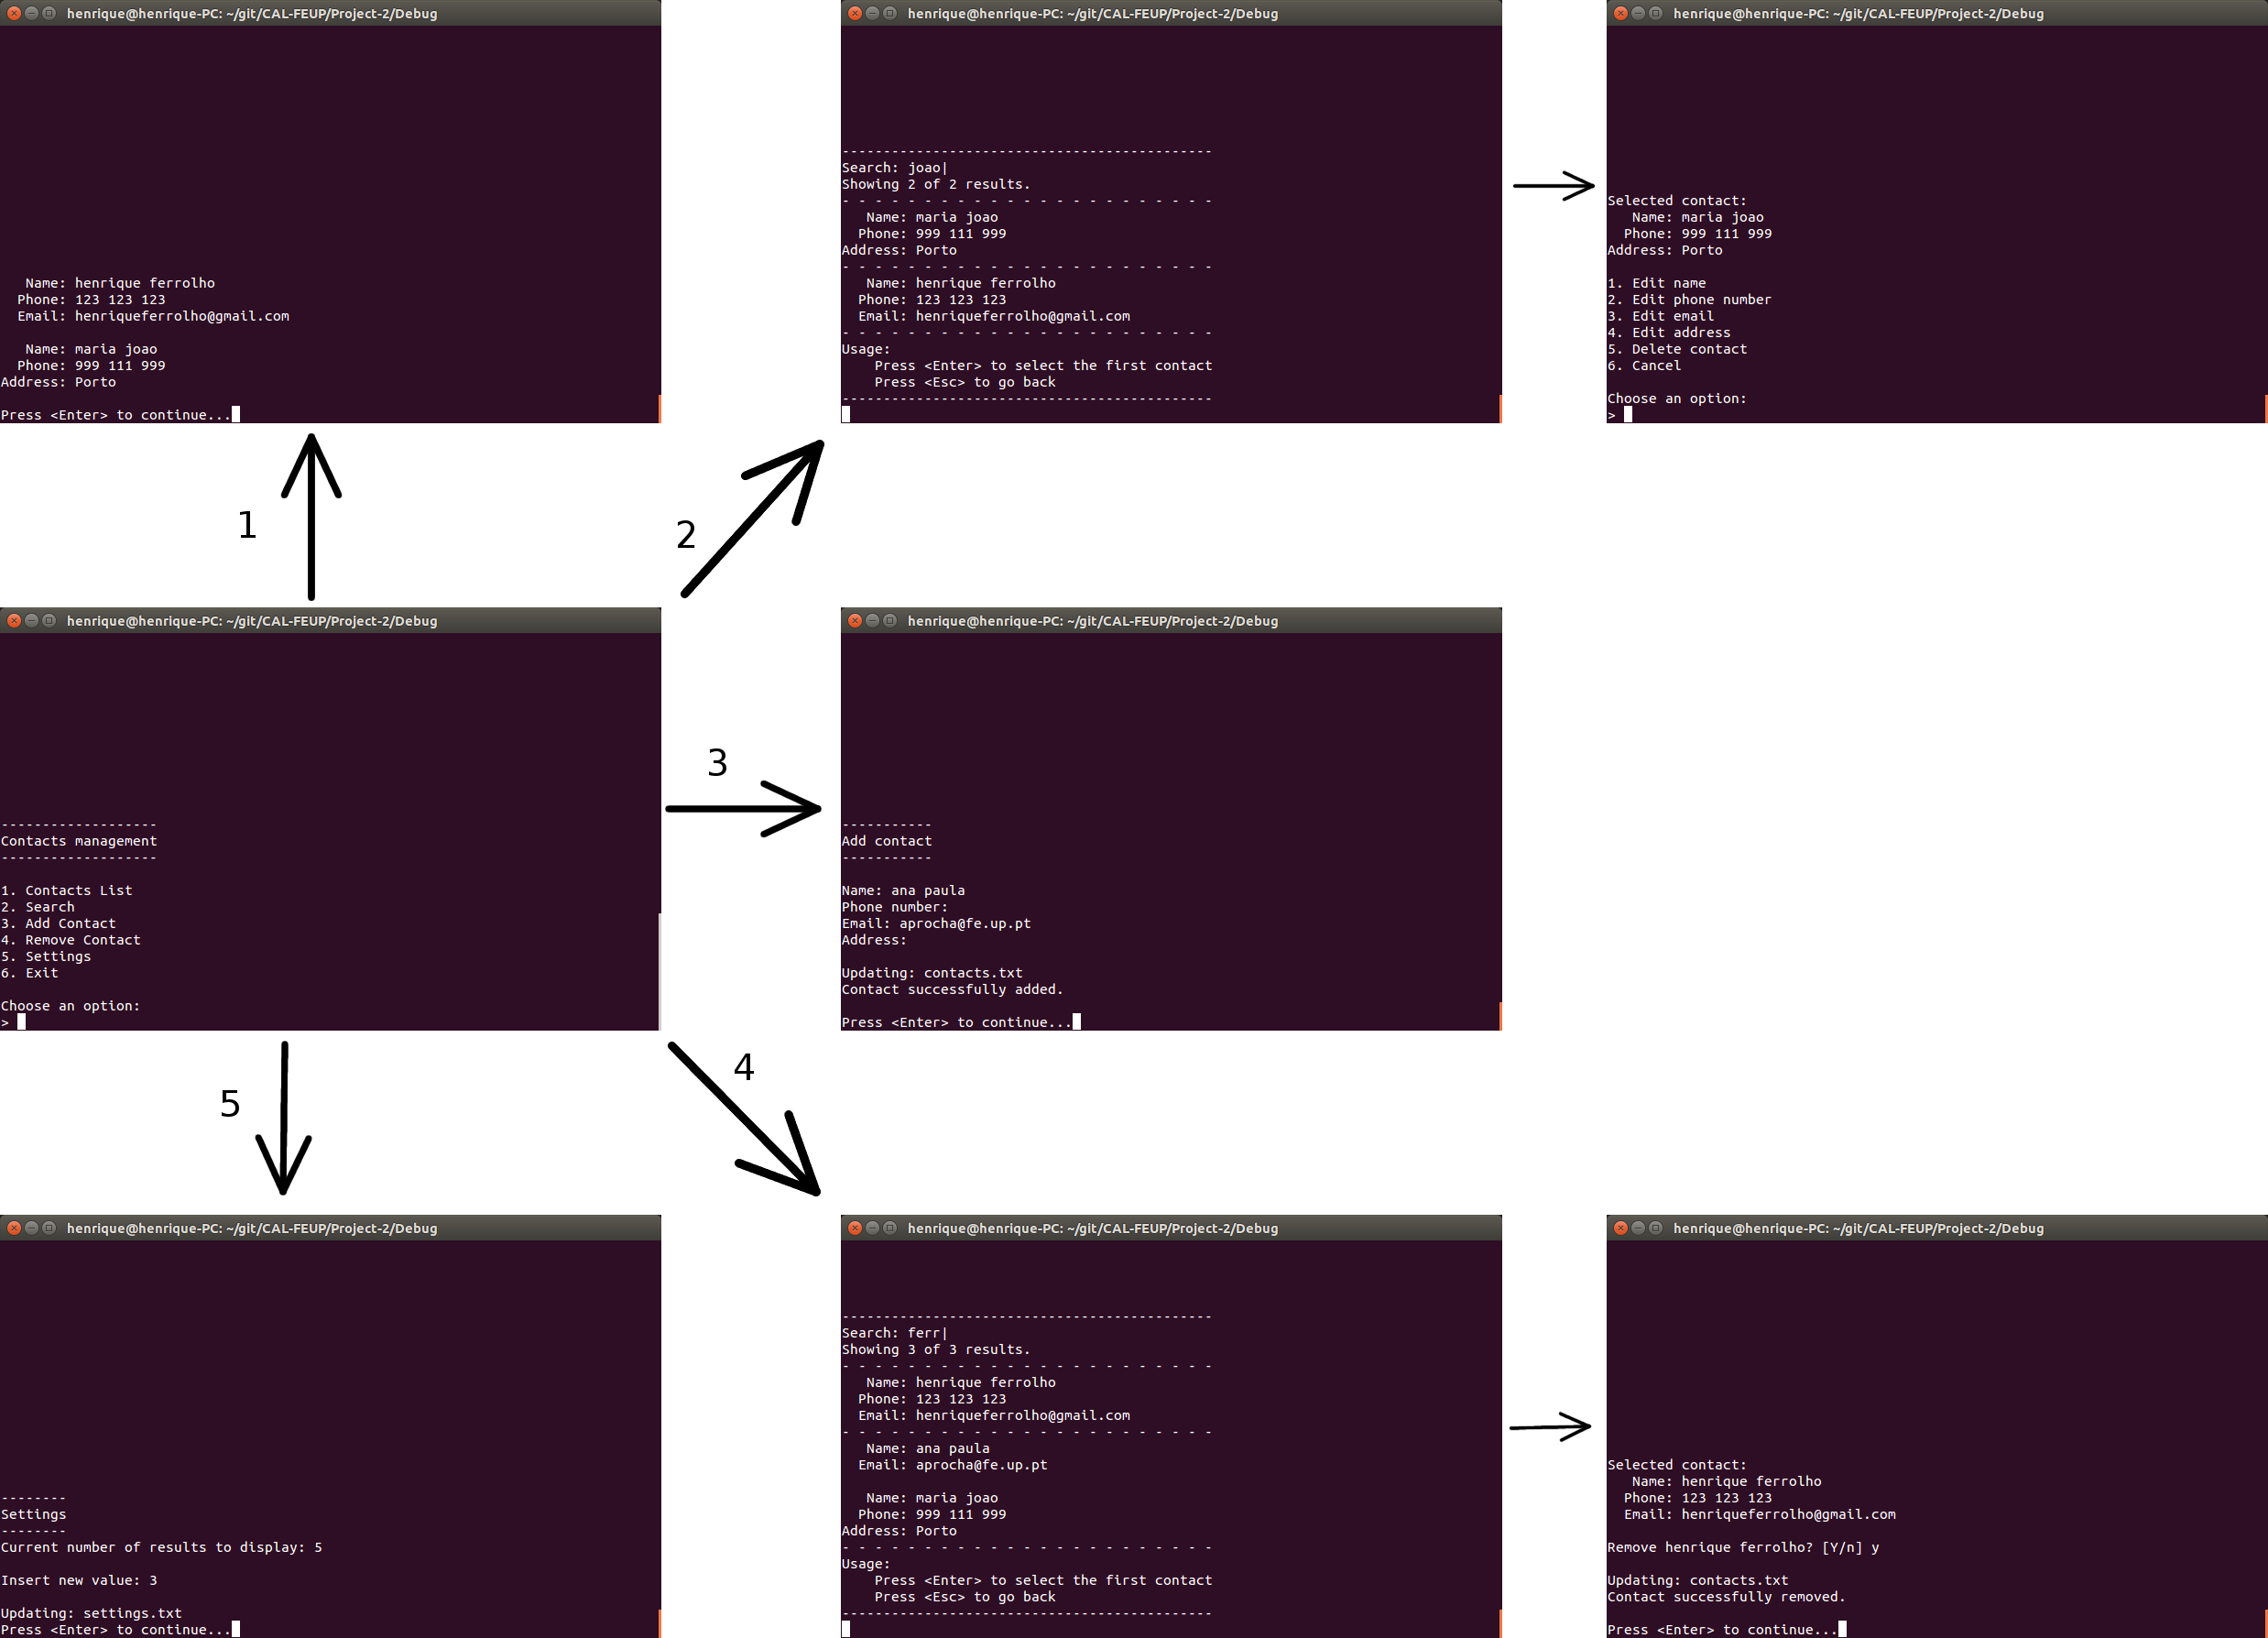 henrique@henrique-PC: ~/git/CAL-FEUP/Project-2/Debug
   Name: henrique ferrolho
  Phone: 123 123 123
  Email: henriqueferrolho@gmail.com
   Name: maria joao
  Phone: 999 111 999
Address: Porto
Press <Enter> to continue...
henrique@henrique-PC: ~/git/CAL-FEUP/Project-2/Debug
---------------------------------------------
Search: joao|
Showing 2 of 2 results.
- - - - - - - - - - - - - - - - - - - - - - -
   Name: maria joao
  Phone: 999 111 999
Address: Porto
- - - - - - - - - - - - - - - - - - - - - - -
   Name: henrique ferrolho
  Phone: 123 123 123
  Email: henriqueferrolho@gmail.com
- - - - - - - - - - - - - - - - - - - - - - -
Usage:
    Press <Enter> to select the first contact
    Press <Esc> to go back
---------------------------------------------
henrique@henrique-PC: ~/git/CAL-FEUP/Project-2/Debug
Selected contact:
   Name: maria joao
  Phone: 999 111 999
Address: Porto
1. Edit name
2. Edit phone number
3. Edit email
4. Edit address
5. Delete contact
6. Cancel
Choose an option:
>
1
2
henrique@henrique-PC: ~/git/CAL-FEUP/Project-2/Debug
-------------------
Contacts management
-------------------
1. Contacts List
2. Search
3. Add Contact
4. Remove Contact
5. Settings
6. Exit
Choose an option:
>
3
henrique@henrique-PC: ~/git/CAL-FEUP/Project-2/Debug
-----------
Add contact
-----------
Name: ana paula
Phone number:
Email: aprocha@fe.up.pt
Address:
Updating: contacts.txt
Contact successfully added.
Press <Enter> to continue...
5
4
henrique@henrique-PC: ~/git/CAL-FEUP/Project-2/Debug
--------
Settings
--------
Current number of results to display: 5
Insert new value: 3
Updating: settings.txt
Press <Enter> to continue...
henrique@henrique-PC: ~/git/CAL-FEUP/Project-2/Debug
---------------------------------------------
Search: ferr|
Showing 3 of 3 results.
- - - - - - - - - - - - - - - - - - - - - - -
   Name: henrique ferrolho
  Phone: 123 123 123
  Email: henriqueferrolho@gmail.com
- - - - - - - - - - - - - - - - - - - - - - -
   Name: ana paula
  Email: aprocha@fe.up.pt
   Name: maria joao
  Phone: 999 111 999
Address: Porto
- - - - - - - - - - - - - - - - - - - - - - -
Usage:
    Press <Enter> to select the first contact
    Press <Esc> to go back
---------------------------------------------
henrique@henrique-PC: ~/git/CAL-FEUP/Project-2/Debug
Selected contact:
   Name: henrique ferrolho
  Phone: 123 123 123
  Email: henriqueferrolho@gmail.com
Remove henrique ferrolho? [Y/n] y
Updating: contacts.txt
Contact successfully removed.
Press <Enter> to continue...